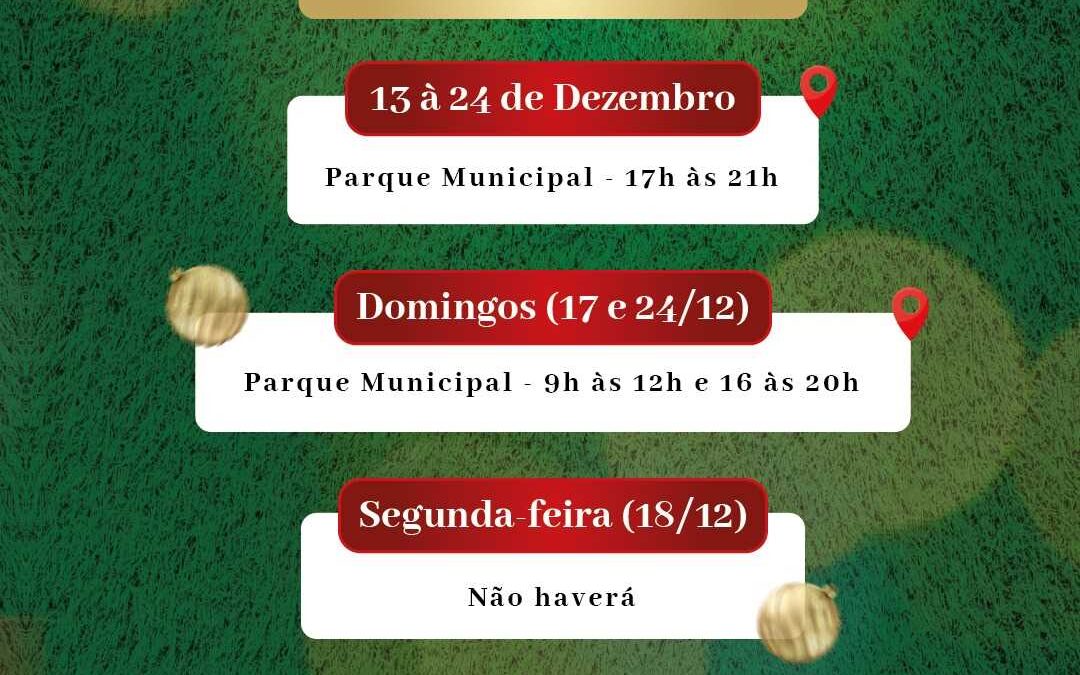 13 à 24 de Dezembro
Parque Municipal - 17h às 21h
Domingos (17 e 24/12)
Parque Municipal - 9h às 12h e 16 às 20h
Segunda-feira (18/12)
Não haverá